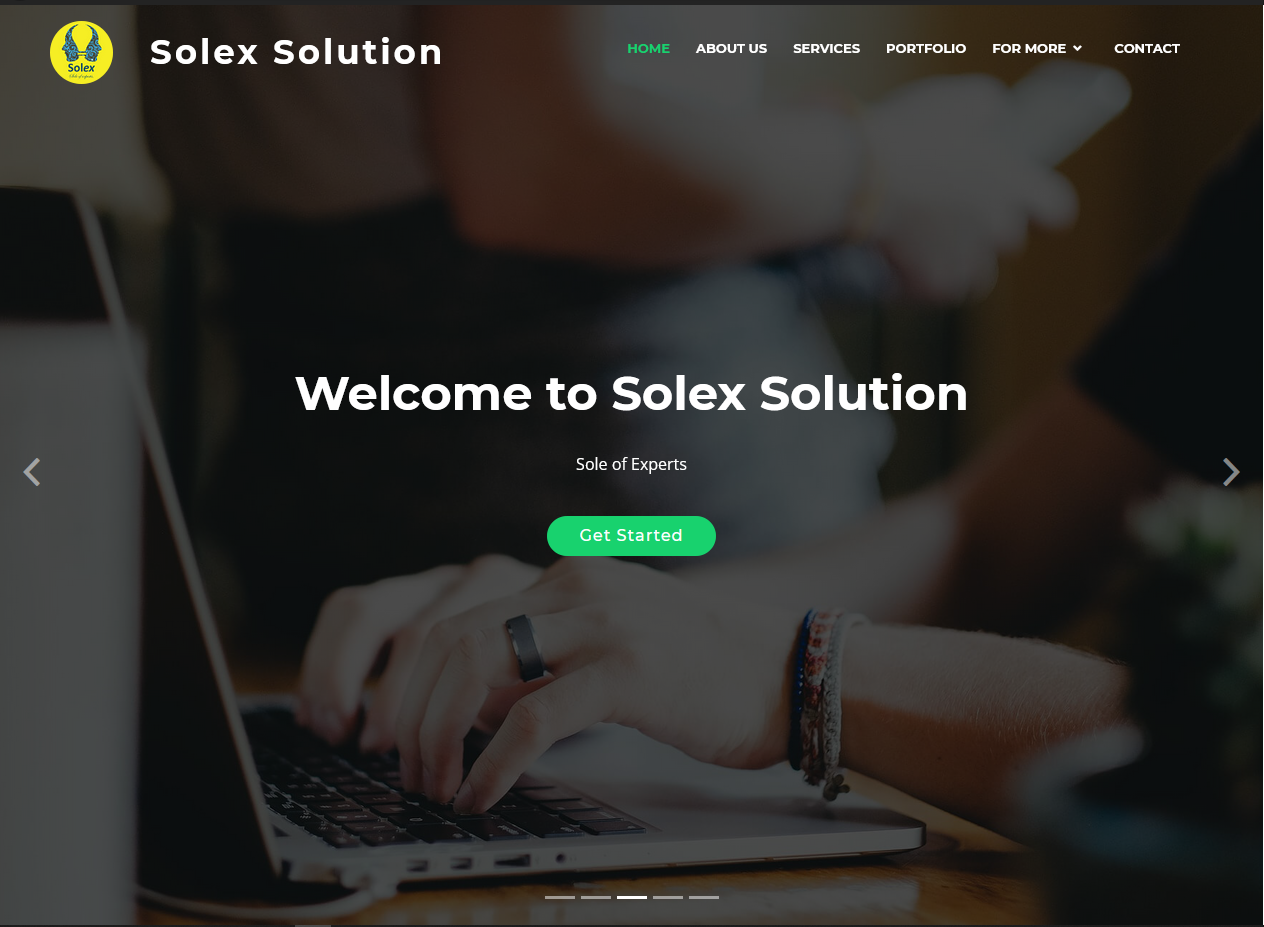 Solex
Solex Solution
HOME
ABOUT US
SERVICES
PORTFOLIO
FOR MORE
CONTACT
Welcome to Solex Solution
Sole of Experts
Get Started